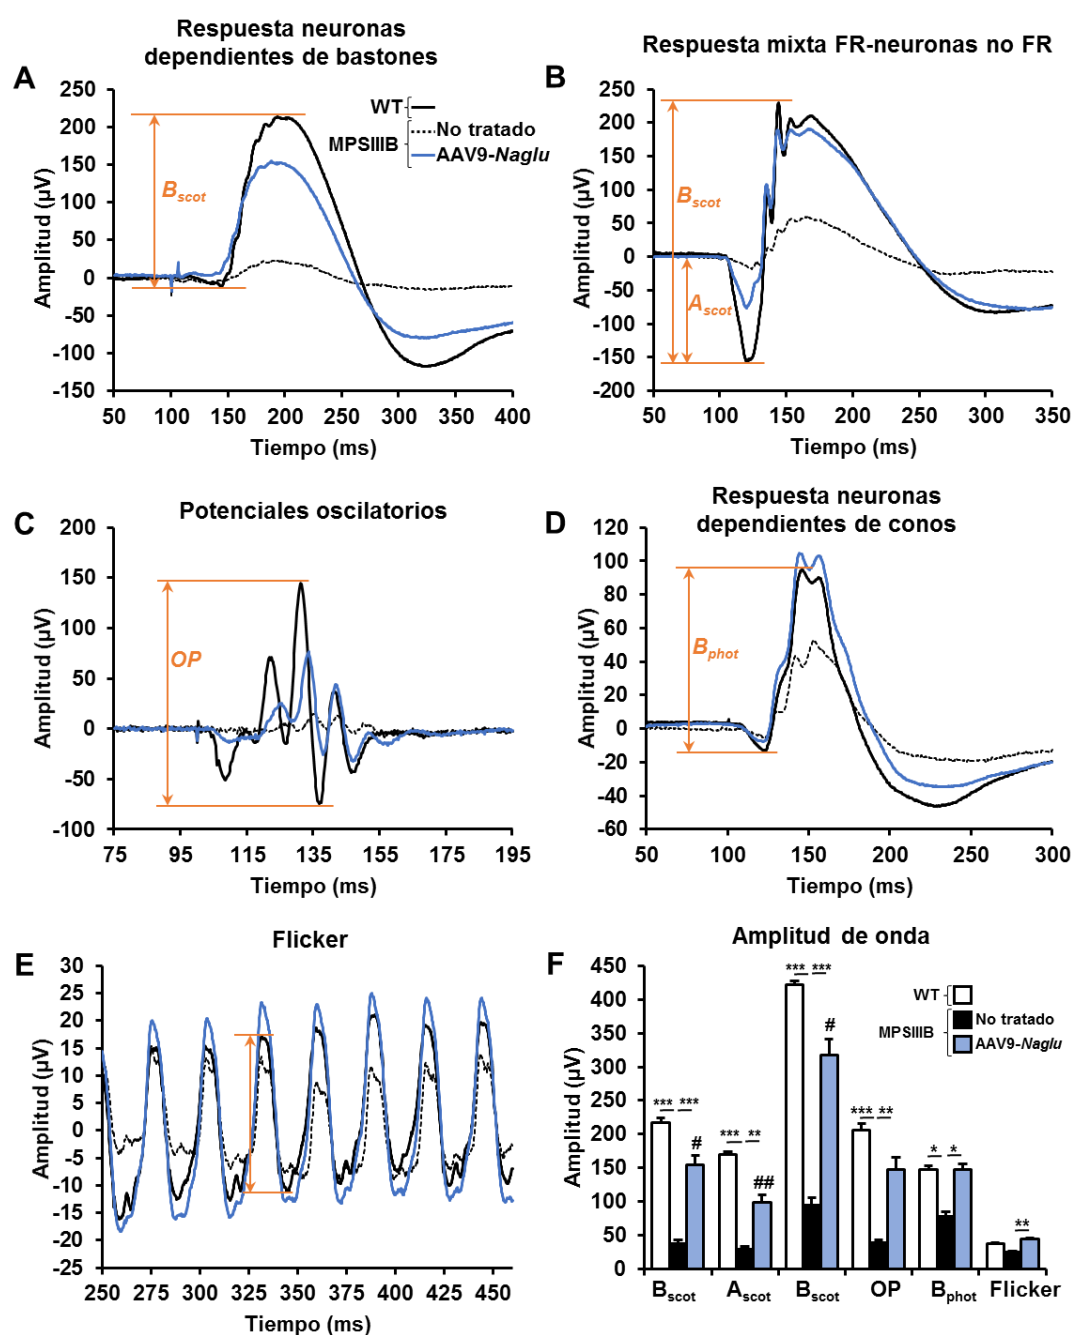 Respuesta neuronas
dependientes de bastones
A
250
200
150
100
50
0
-50
-100
-150
Amplitud (µV)
WT
MPSIIIB
No tratado
AAV9-Naglu
Bscot
50 100 150 200 250 300 350 400
Tiempo (ms)
Respuesta mixta FR-neuronas no FR
B
250
200
150
100
50
0
-50
-100
150
200
Amplitud (µV)
Bscot
Ascot
50 100 150 200 250 300 350
Tiempo (ms)
Potenciales oscilatorios
C
200
150
100
50
0
-50
-100
Amplitud (µV)
OP
75 95 115 135 155 175 195
Tiempo (ms)
Respuesta neuronas
dependientes de conos
D
120
100
80
60
40
20
0
-20
-40
-60
Amplitud (µV)
Bphot
50 100 150 200 250 300
Tiempo (ms)
Flicker
E
30
25
20
15
10
5
0
-5
-10
-15
-20
-25
Amplitud (µV)
250 275 300 325 350 375 400 425 450
Tiempo (ms)
Amplitud de onda
F
450
400
350
300
250
200
150
100
50
0
Amplitud (µV)
WT
MPSIIIB
No tratado
AAV9-Naglu
*** ***
#
*** **
##
*** ***
#
*** **
* *
**
Bscot Ascot Bscot OP Bphot Flicker